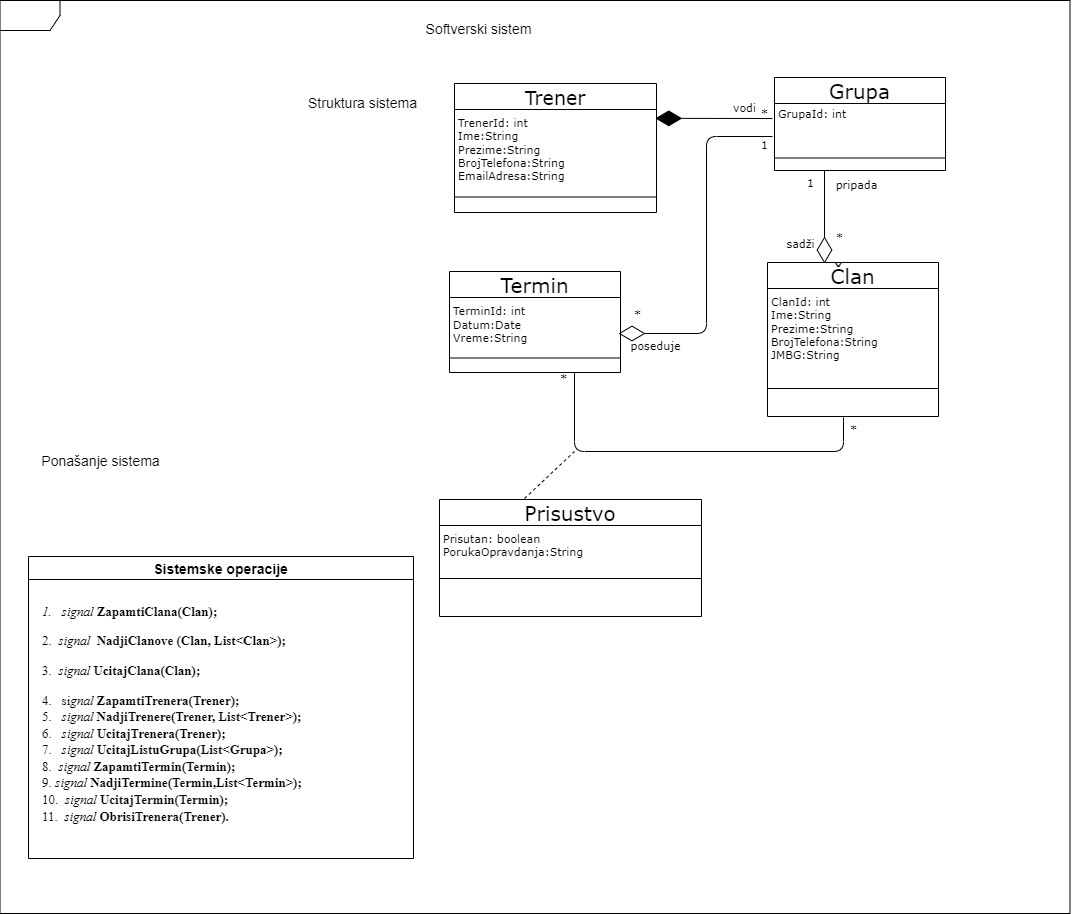 Softverski sistem
Struktura sistema
Trener
TrenerId: int
Ime:String
Prezime:String
BrojTelefona:String
EmailAdresa:String
vodi
*
1
Grupa
GrupaId: int
1
pripada
sadži
*
Termin
TerminId: int
Datum:Date
Vreme:String
*
poseduje
*
Član
ClanId: int
Ime:String
Prezime:String
BrojTelefona:String
JMBG:String
*
Ponašanje sistema
Prisustvo
Prisutan: boolean
PorukaOpravdanja:String
Sistemske operacije
1. signal ZapamtiClana(Clan);
2. signal NadjiClanove (Clan, List<Clan>);
3. signal UcitajClana(Clan);
4. signal ZapamtiTrenera(Trener);
5. signal NadjiTrenere(Trener, List<Trener>);
6. signal UcitajTrenera(Trener);
7. signal UcitajListuGrupa(List<Grupa>);
8. signal ZapamtiTermin(Termin);
9. signal NadjiTermine(Termin,List<Termin>);
10. signal UcitajTermin(Termin);
11. signal ObrisiTrenera(Trener).